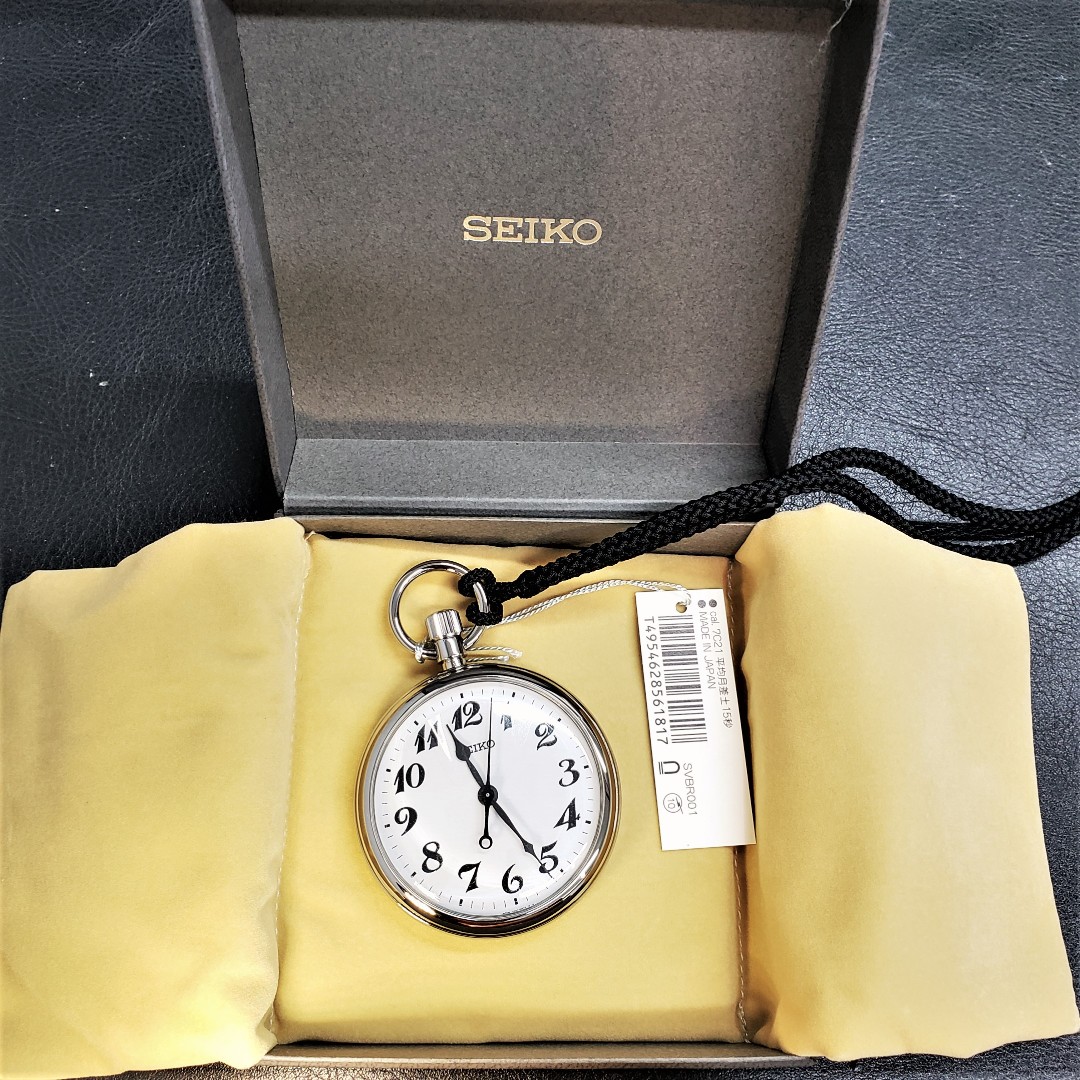 SEIKO
SEIKO
12
2
3
4
5
6
7
8
9
10
11
cal. 7C21 平均月差±15秒
MADE IN JAPAN
T4954628561817
SVBR001
10